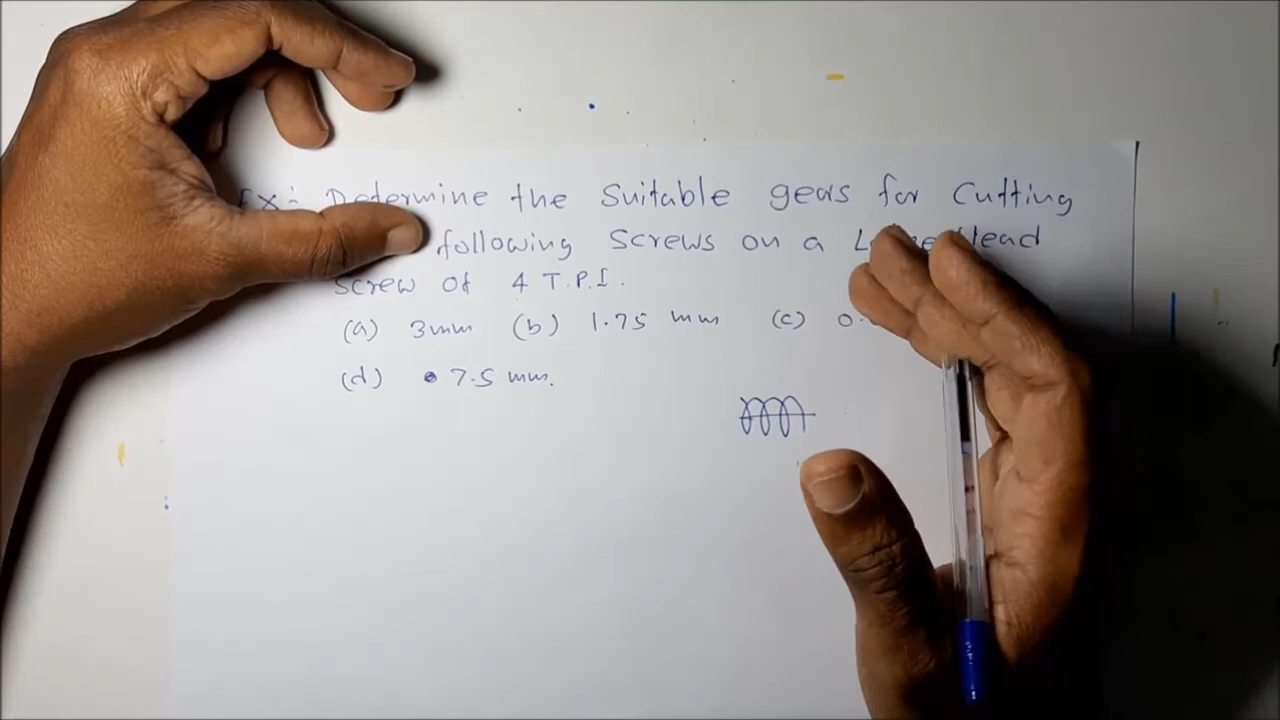 Ex: Determine the Suitable gears for Cutting
following Screws on a Lead
screw of 4 T.P.I.
(a) 3mm (b) 1.75 mm (c)
(d) 7.5 mm.